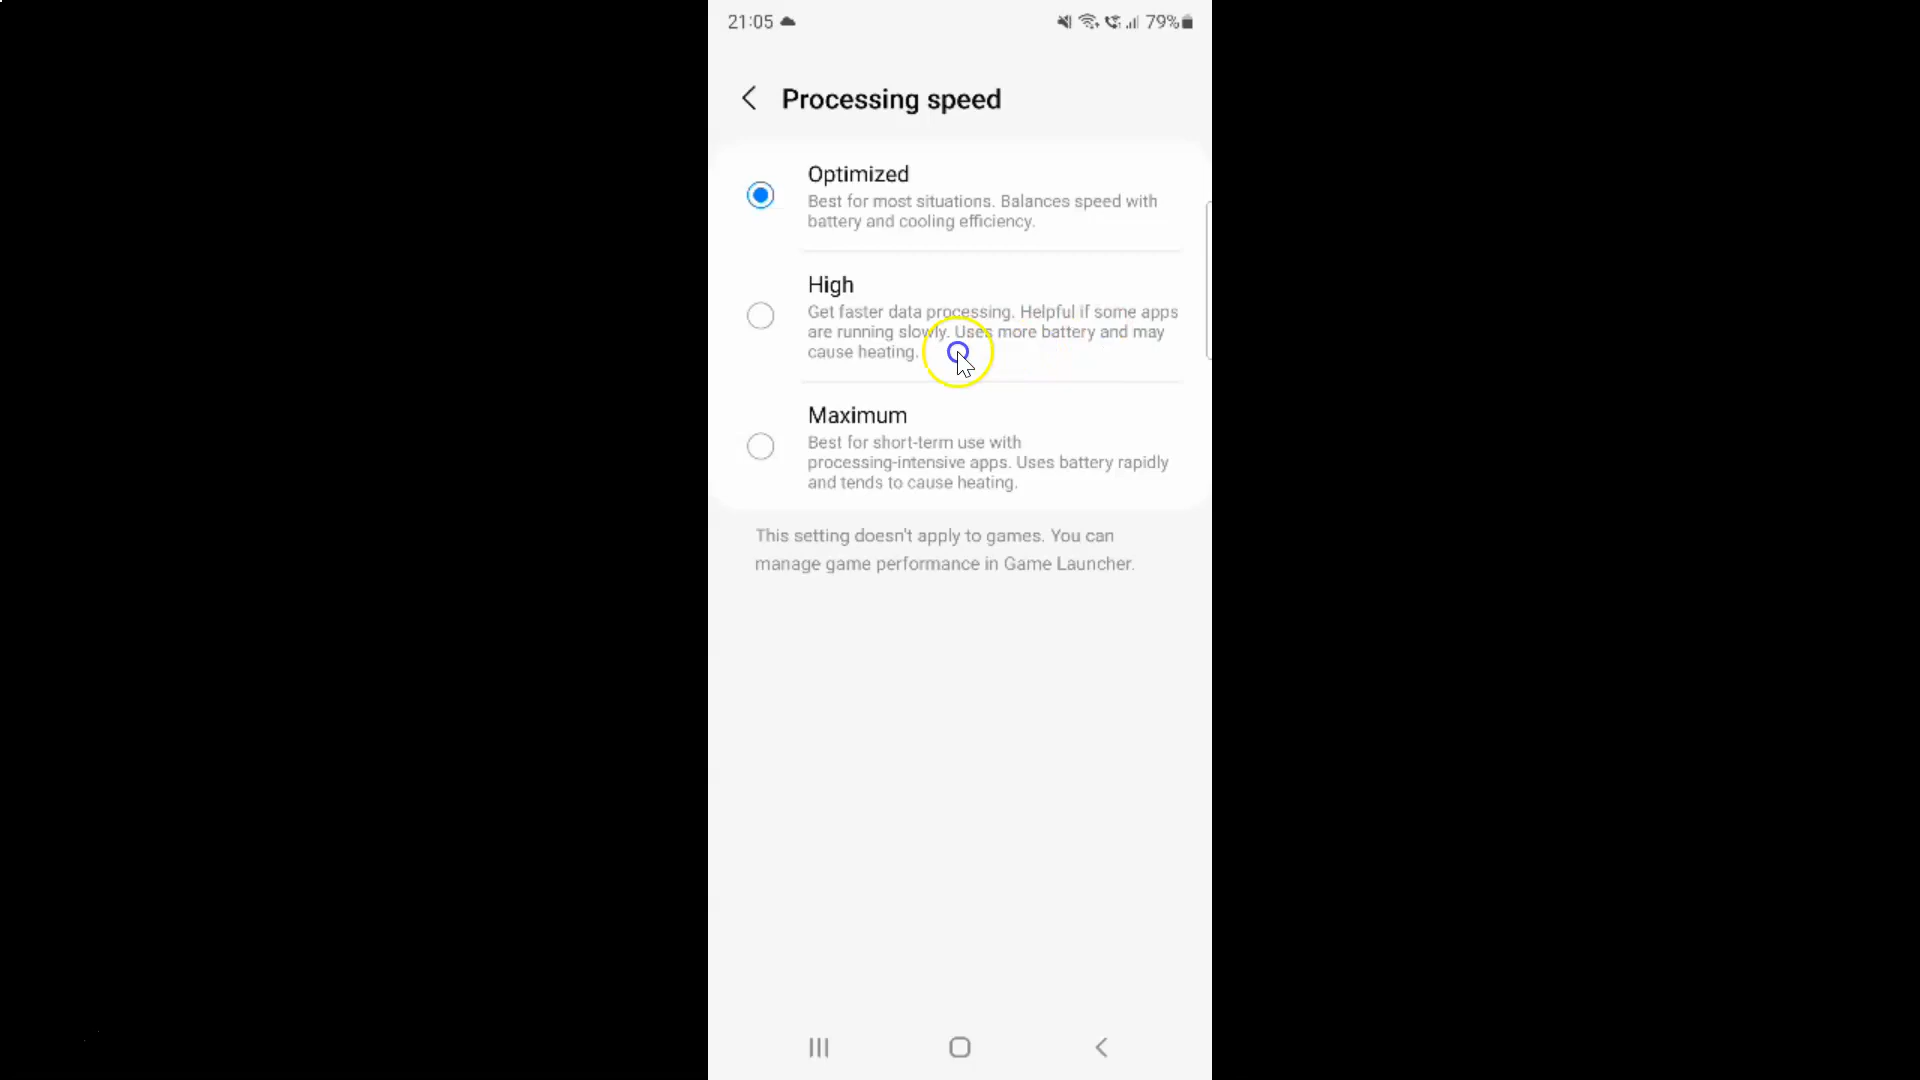 21:05
79%
Processing speed
Optimized
Best for most situations. Balances speed with
battery and cooling efficiency.
High
Get faster data processing. Helpful if some apps
are running slowly. Uses more battery and may
cause heating.
Maximum
Best for short-term use with
processing-intensive apps. Uses battery rapidly
and tends to cause heating.
This setting doesn't apply to games. You can
manage game performance in Game Launcher.